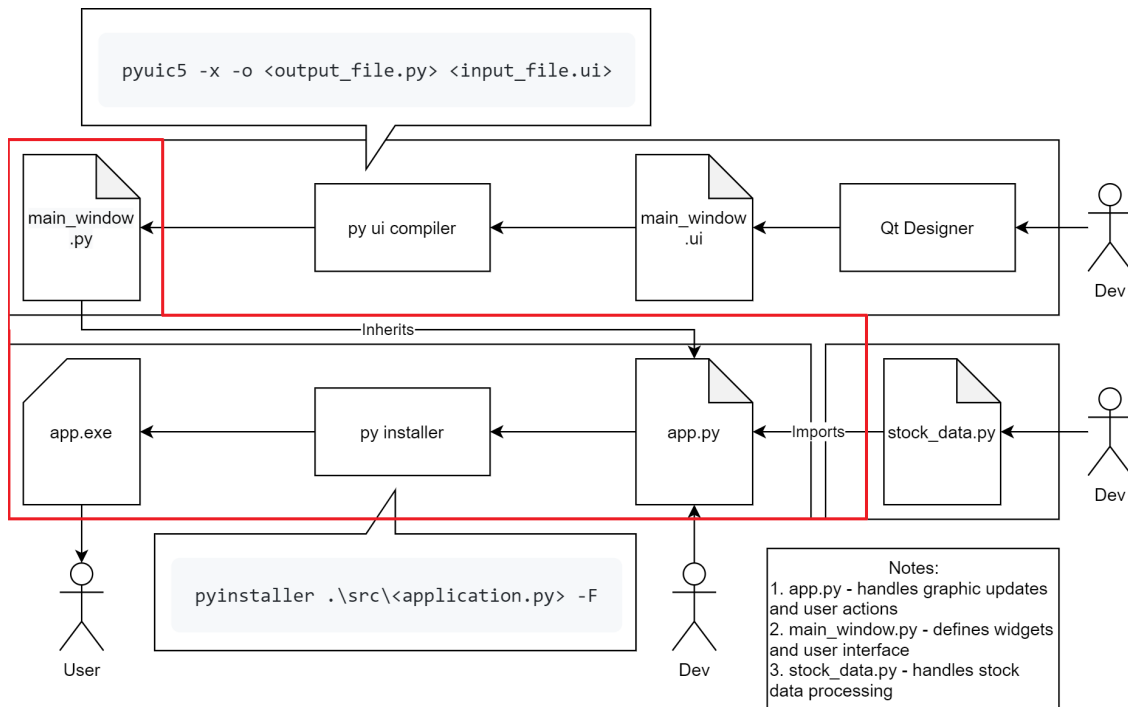 pyuic5 -x -o <output_file.py> <input_file.ui>
main_window
.py
py ui compiler
main_window
.ui
Qt Designer
Dev
Inherits
app.exe
py installer
app.py
Imports
stock_data.py
Dev
pyinstaller .\src\<application.py> -F
User
Dev
Notes:
1. app.py - handles graphic updates
and user actions
2. main_window.py - defines widgets
and user interface
3. stock_data.py - handles stock
data processing